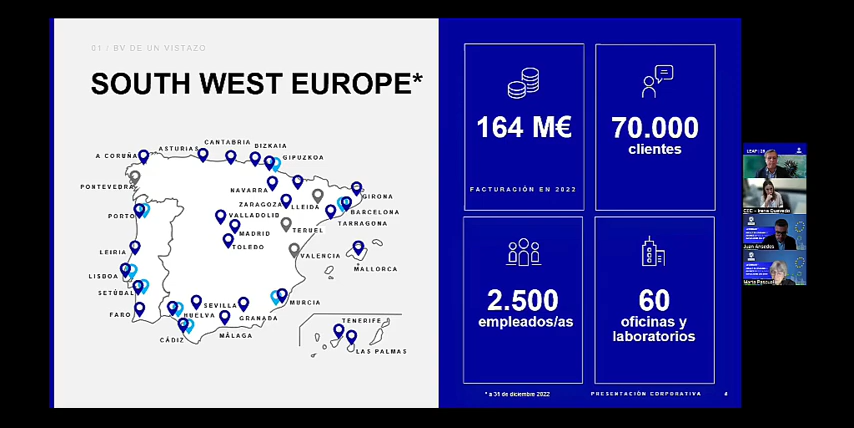 01 / BV DE UN VISTAZO
SOUTH WEST EUROPE*
A CORUÑA
ASTURIAS
CANTABRIA
BIZKAIA
GIPUZKOA
PONTEVEDRA
NAVARRA
GIRONA
ZARAGOZA
LLEIDA
BARCELONA
PORTO
VALLADOLID
TARRAGONA
MADRID
TERUEL
TOLEDO
LEIRIA
VALENCIA
MALLORCA
LISBOA
SETÚBAL
SEVILLA
MURCIA
FARO
HUELVA
GRANADA
CÁDIZ
MÁLAGA
TENERIFE
LAS PALMAS
164 M€
FACTURACIÓN EN 2022
70.000
clientes
2.500
empleados/as
60
oficinas y
laboratorios
* a 31 de diciembre 2022
PRESENTACIÓN CORPORATIVA
4